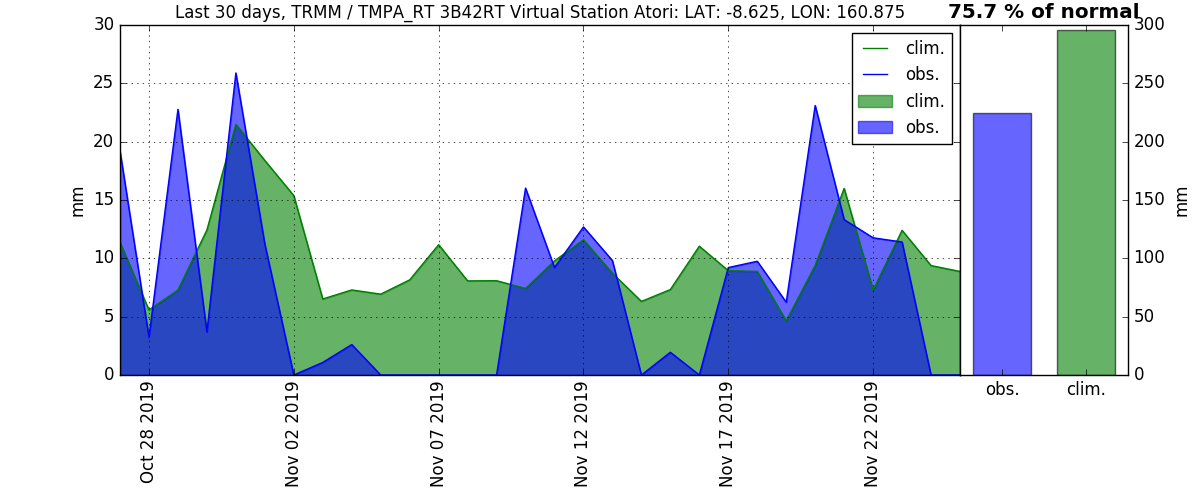 Last 30 days, TRMM / TMPA_RT 3B42RT Virtual Station Atori: LAT: -8.625, LON: 160.875
75.7 % of normal
30
25
20
15
10
5
0
mm
clim.
obs.
clim.
obs.
300
250
200
150
100
50
0
mm
obs.
clim.
Oct 28 2019
Nov 02 2019
Nov 07 2019
Nov 12 2019
Nov 17 2019
Nov 22 2019